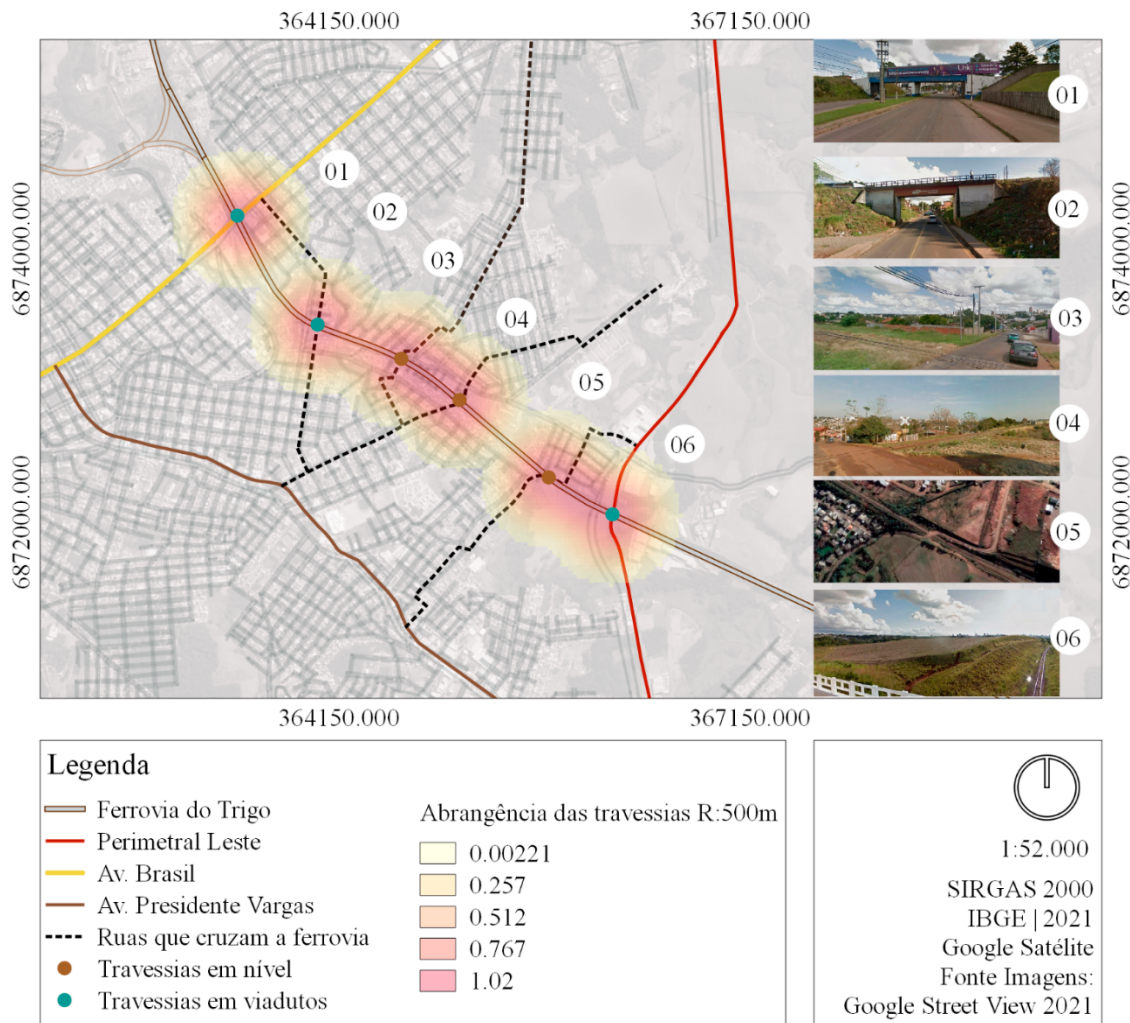 364150.000
367150.000
6874000.000
6872000.000
01
02
03
04
05
06
01
02
03
04
05
06
6874000.000
6872000.000
364150.000
367150.000
Legenda
Ferrovia do Trigo
Perimetral Leste
Av. Brasil
Av. Presidente Vargas
Ruas que cruzam a ferrovia
Travessias em nível
Travessias em viadutos
Abrangência das travessias R:500m
0.00221
0.257
0.512
0.767
1.02
1:52.000
SIRGAS 2000
IBGE | 2021
Google Satélite
Fonte Imagens:
Google Street View 2021